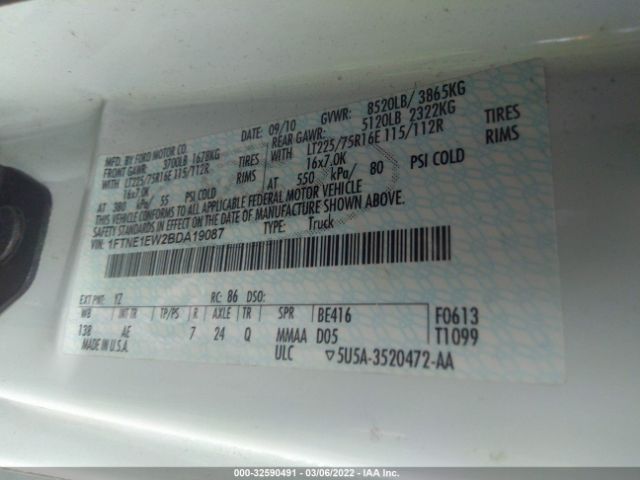 MFD. BY FORD MOTOR CO.
DATE: 09/10 GVWR: 8520LB/ 3865KG
FRONT GAWR: 3700LB 1678KG REAR GAWR: 5120LB 2322KG
WITH LT225/75R16E 115/112R TIRES WITH LT225/75R16E 115/112R TIRES
16x7.0K RIMS 16x7.0K RIMS
AT 380 kPa/ 55 PSI COLD AT 550 kPa/ 80 PSI COLD
THIS VEHICLE CONFORMS TO ALL APPLICABLE FEDERAL MOTOR VEHICLE
SAFETY STANDARDS IN EFFECT ON THE DATE OF MANUFACTURE SHOWN ABOVE.
VIN: 1FTNE1EW2BDA19087 TYPE: Truck
EXT PNT: YZ RC: 86 DSO:
WB INT TR TP/PS R AXLE TR SPR BE416 F0613
138 AE 7 24 Q MMAA D05 T1099
MADE IN U.S.A. ULC ▽5U5A-3520472-AA
000-32590491 - 03/06/2022 - IAA Inc.